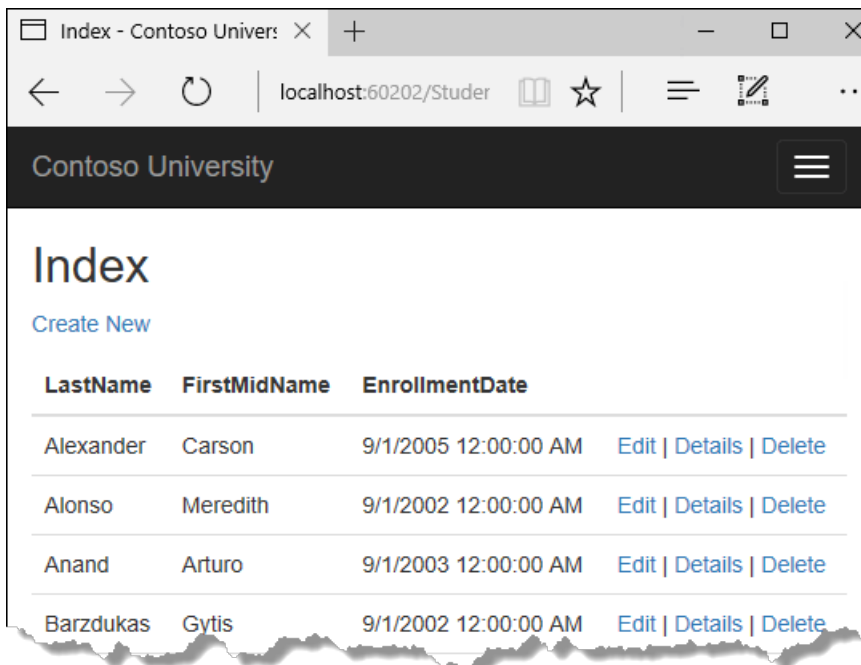 Index - Contoso Univers
localhost:60202/Studer
Contoso University
Index
Create New
LastName FirstMidName EnrollmentDate
Alexander Carson 9/1/2005 12:00:00 AM Edit | Details | Delete
Alonso Meredith 9/1/2002 12:00:00 AM Edit | Details | Delete
Anand Arturo 9/1/2003 12:00:00 AM Edit | Details | Delete
Barzdukas Gytis 9/1/2002 12:00:00 AM Edit | Details | Delete